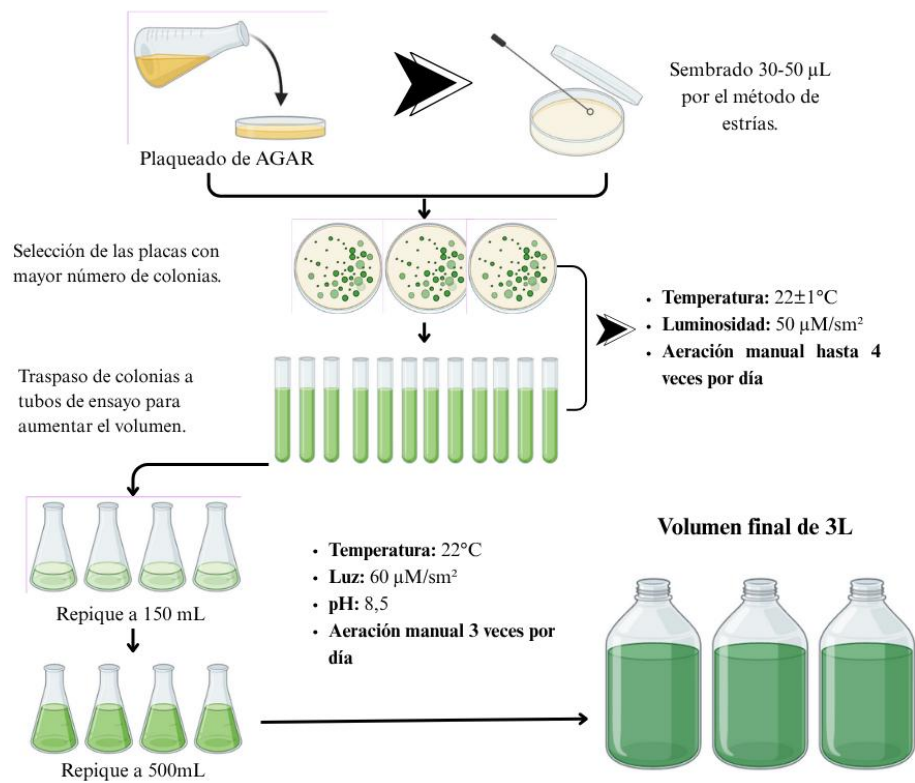 Plaqueado de AGAR
Sembrado 30-50 μL
por el método de
estrías.
Selección de las placas con
mayor número de colonias.
• Temperatura: 22±1°C
• Luminosidad: 50 μM/sm²
• Aeración manual hasta 4
veces por día
Traspaso de colonias a
tubos de ensayo para
aumentar el volumen.
Repique a 150 mL
• Temperatura: 22°C
• Luz: 60 μM/sm²
• pH: 8,5
• Aeración manual 3 veces por
día
Volumen final de 3L
Repique a 500mL